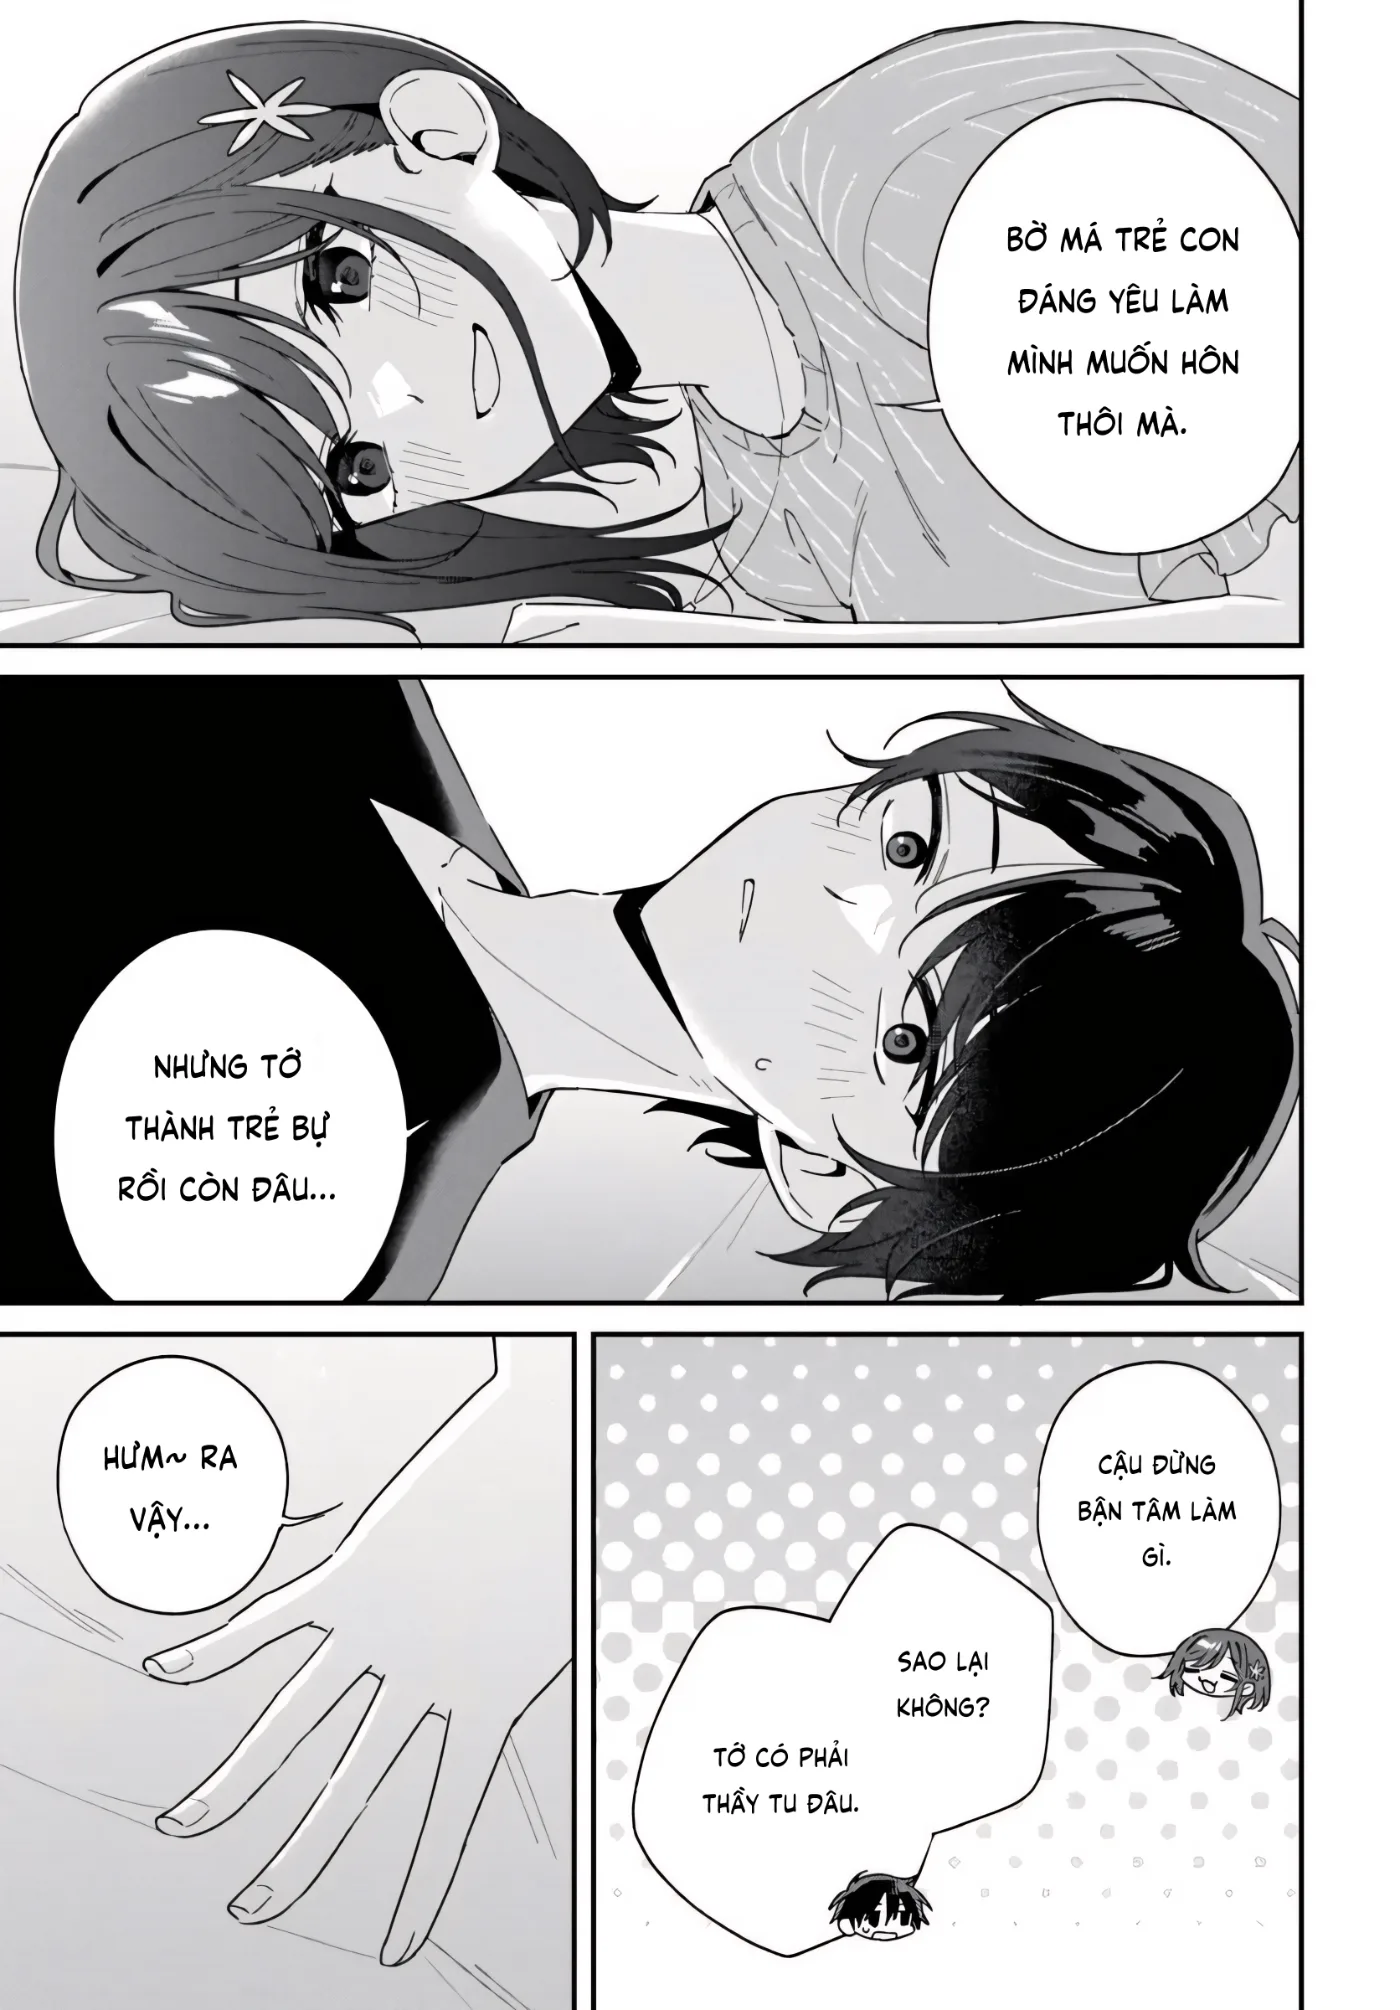 BỜ MÁ TRẺ CON
ĐÁNG YÊU LÀM
MÌNH MUỐN HÔN
THÔI MÀ.
NHƯNG TỚ
THÀNH TRẺ BỰ
RỒI CÒN ĐÂU...
CẬU ĐỪNG
BẬN TÂM LÀM
GÌ.
SAO LẠI
KHÔNG?
TỚ CÓ PHẢI
THẦY TU ĐÂU.
HƯM~ RA
VẬY...